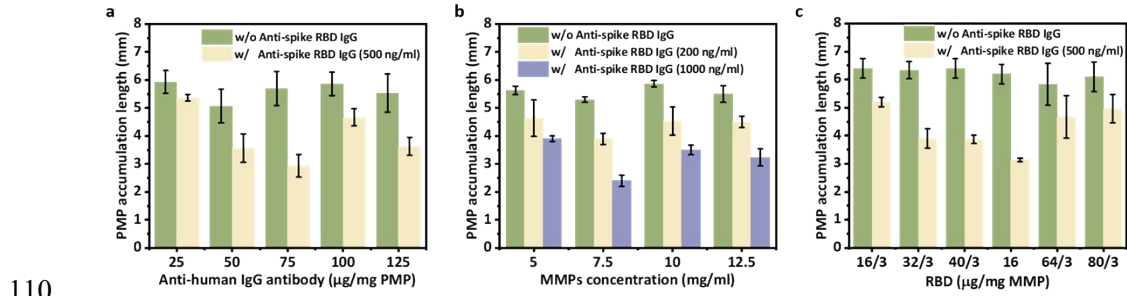 a
w/o Anti-spike RBD IgG
w/ Anti-spike RBD IgG (500 ng/ml)
PMP accumulation length (mm)
8
7
6
5
4
3
2
1
0
25 50 75 100 125
Anti-human IgG antibody (μg/mg PMP)
b
w/o Anti-spike RBD IgG
w/ Anti-spike RBD IgG (200 ng/ml)
w/ Anti-spike RBD IgG (1000 ng/ml)
PMP accumulation length (mm)
8
7
6
5
4
3
2
1
0
5 7.5 10 12.5
MMPs concentration (mg/ml)
c
w/o Anti-spike RBD IgG
w/ Anti-spike RBD IgG (500 ng/ml)
PMP accumulation length (mm)
8
7
6
5
4
3
2
1
0
16/3 32/3 40/3 16 64/3 80/3
RBD (μg/mg MMP)
110